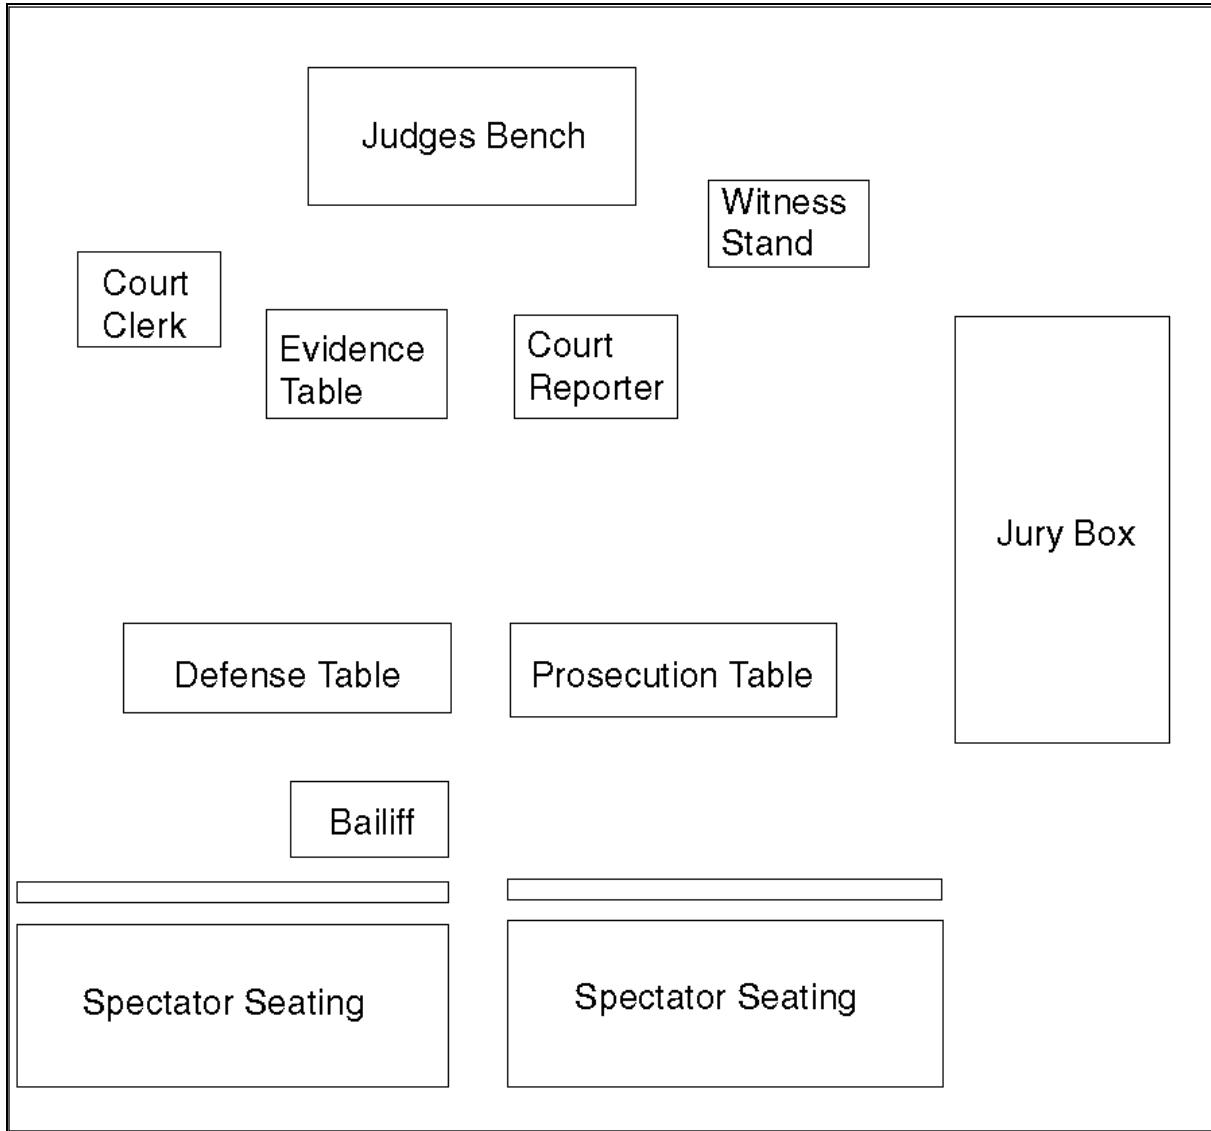 Judges Bench
Witness
Stand
Court
Clerk
Evidence
Table
Court
Reporter
Jury Box
Defense Table
Prosecution Table
Bailiff
Spectator Seating
Spectator Seating